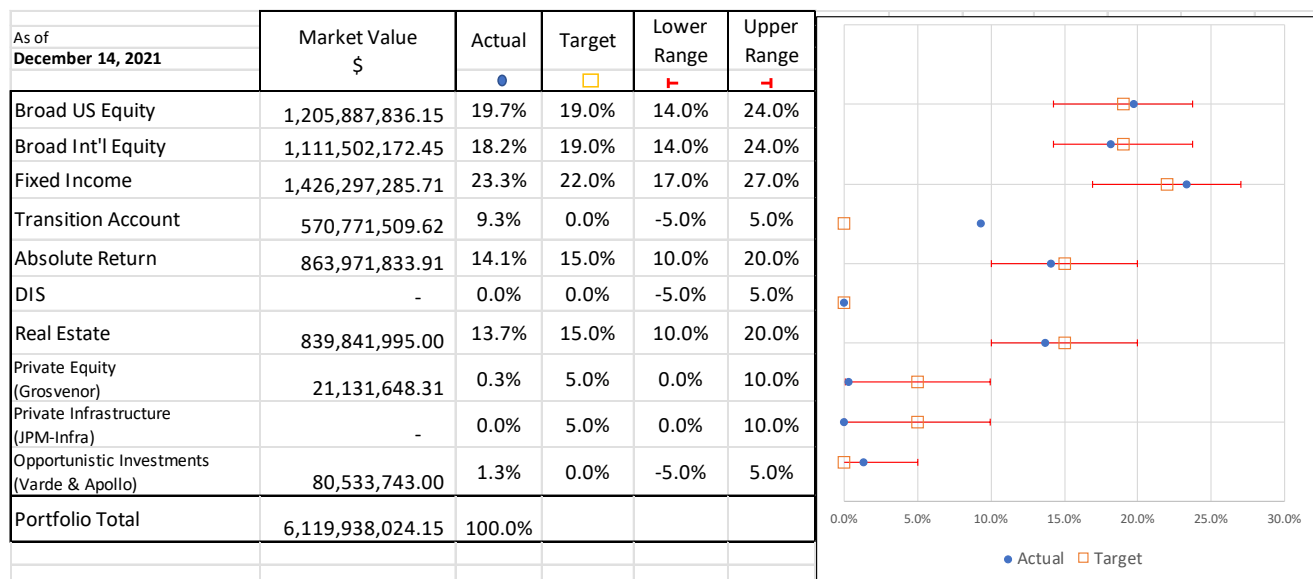 As of
December 14, 2021
Market Value
$
Actual
Target
Lower
Range
Upper
Range
Broad US Equity 1,205,887,836.15 19.7% 19.0% 14.0% 24.0%
Broad Int'l Equity 1,111,502,172.45 18.2% 19.0% 14.0% 24.0%
Fixed Income 1,426,297,285.71 23.3% 22.0% 17.0% 27.0%
Transition Account 570,771,509.62 9.3% 0.0% -5.0% 5.0%
Absolute Return 863,971,833.91 14.1% 15.0% 10.0% 20.0%
DIS - 0.0% 0.0% -5.0% 5.0%
Real Estate 839,841,995.00 13.7% 15.0% 10.0% 20.0%
Private Equity
(Grosvenor) 21,131,648.31 0.3% 5.0% 0.0% 10.0%
Private Infrastructure
(JPM-Infra) - 0.0% 5.0% 0.0% 10.0%
Opportunistic Investments
(Varde & Apollo) 80,533,743.00 1.3% 0.0% -5.0% 5.0%
Portfolio Total 6,119,938,024.15 100.0%
0.0% 5.0% 10.0% 15.0% 20.0% 25.0% 30.0%
Actual Target